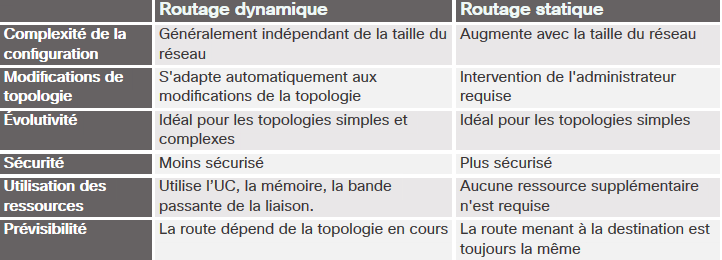 Routage dynamique Routage statique
Complexité de la Généralement indépendant de la taille du Augmente avec la taille du réseau
configuration réseau
Modifications de S'adapte automatiquement aux Intervention de l'administrateur
topologie modifications de la topologie requise
Évolutivité Idéal pour les topologies simples et Idéal pour les topologies simples
complexes
Sécurité Moins sécurisé Plus sécurisé
Utilisation des Utilise l'UC, la mémoire, la bande Aucune ressource supplémentaire
ressources passante de la liaison. n'est requise
Prévisibilité La route dépend de la topologie en cours La route menant à la destination est
toujours la même